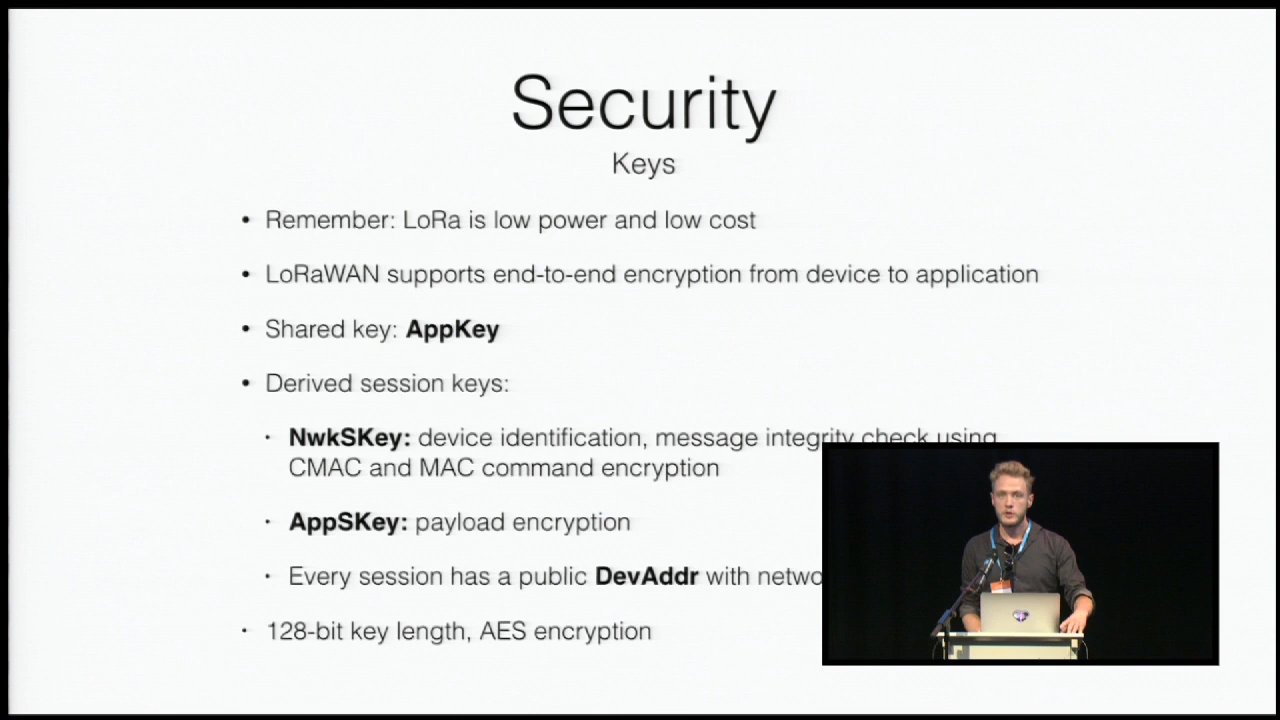 Security
Keys
• Remember: LoRa is low power and low cost
• LoRaWAN supports end-to-end encryption from device to application
• Shared key: AppKey
• Derived session keys:
• NwkSKey: device identification, message integrity check using
CMAC and MAC command encryption
• AppSKey: payload encryption
• Every session has a public DevAddr with
• 128-bit key length, AES encryption